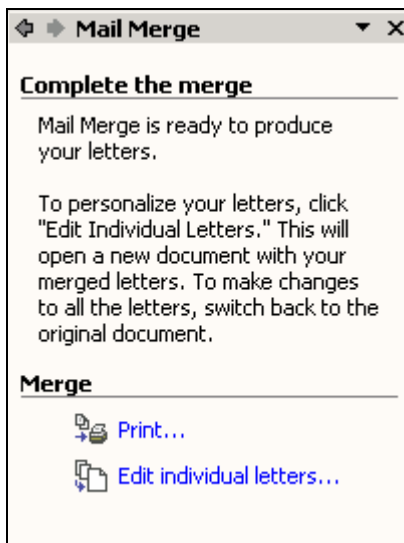 Mail Merge
Complete the merge
Mail Merge is ready to produce
your letters.
To personalize your letters, click
"Edit Individual Letters." This will
open a new document with your
merged letters. To make changes
to all the letters, switch back to the
original document.
Merge
Print...
Edit individual letters...